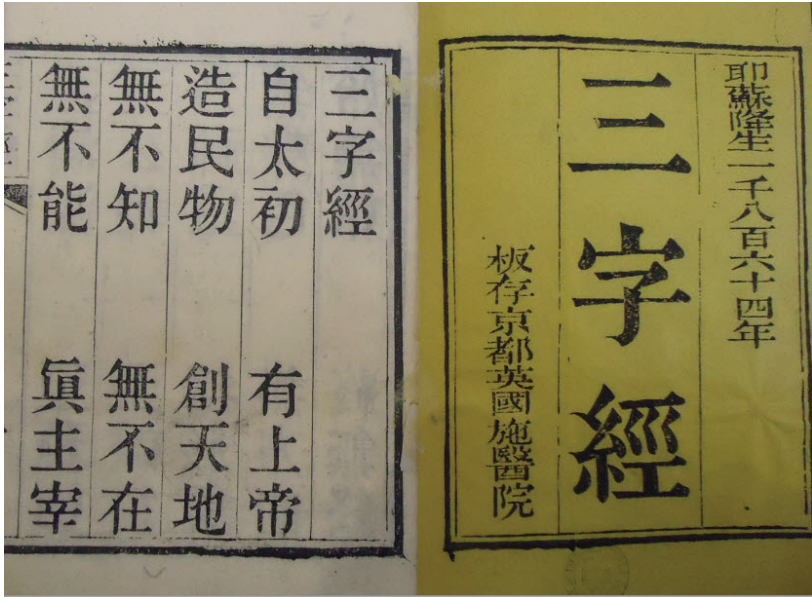 耶蘇降生一千八百六十四年
三字經
板存京都英國施醫院
三字經
自太初 有上帝
造民物 創天地
無不知 無不在
無不能 眞主宰